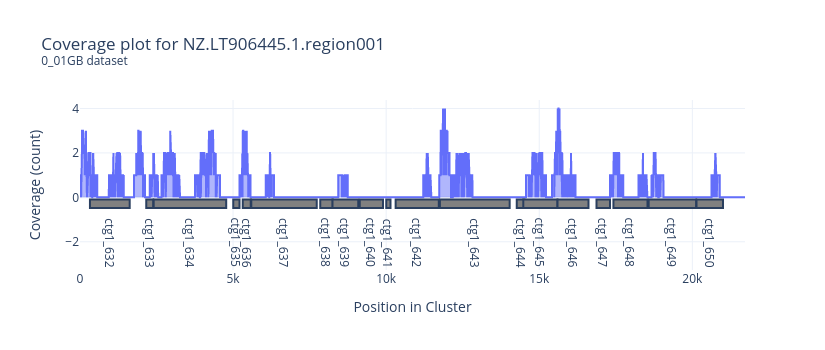 Coverage plot for NZ.LT906445.1.region001
0_01GB dataset
4
2
0
−2
Coverage (count)
ctg1_632
ctg1_633
ctg1_634
ctg1_635
ctg1_636
ctg1_637
ctg1_638
ctg1_639
ctg1_640
ctg1_641
ctg1_642
ctg1_643
ctg1_644
ctg1_645
ctg1_646
ctg1_647
ctg1_648
ctg1_649
ctg1_650
0 5k 10k 15k 20k
Position in Cluster